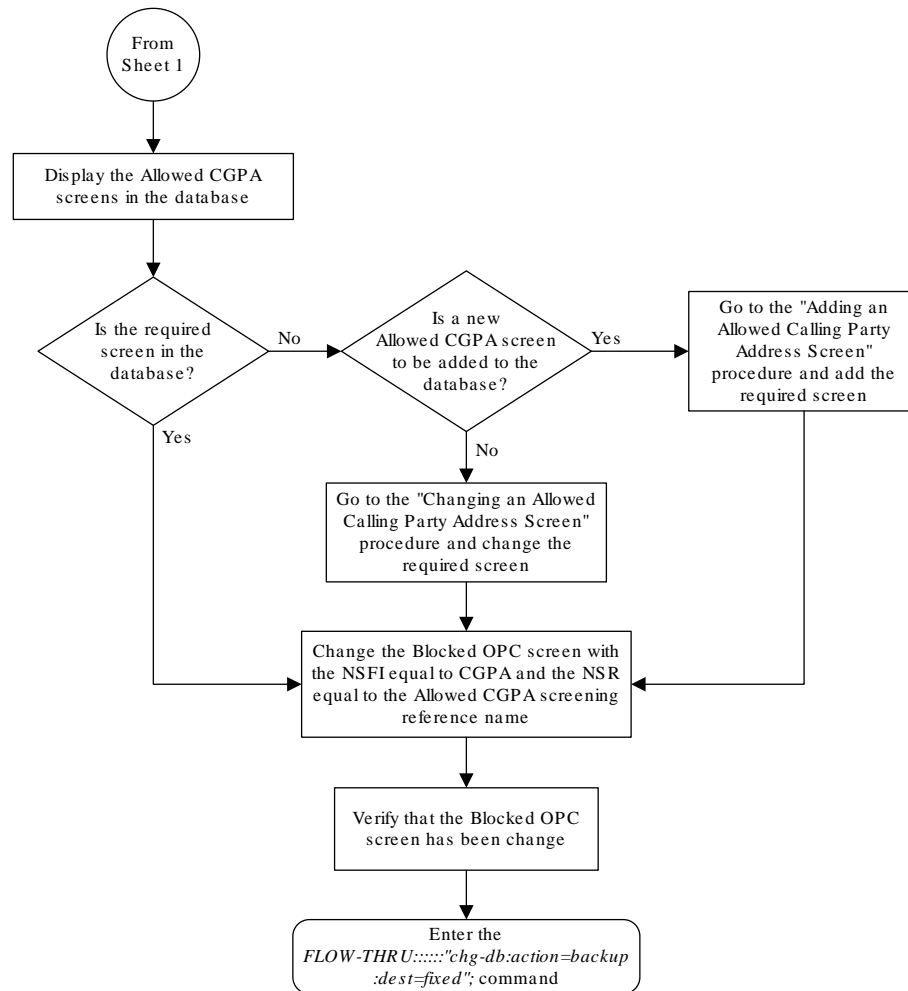 From
Sheet 1
Display the Allowed CGPA
screens in the database
Is the required
screen in the
database?
No
Yes
Is a new
Allowed CGPA screen
to be added to the
database?
Yes
No
Go to the "Adding an
Allowed Calling Party
Address Screen"
procedure and add the
required screen
Go to the "Changing an Allowed
Calling Party Address Screen"
procedure and change the
required screen
Change the Blocked OPC screen with
the NSFI equal to CGPA and the NSR
equal to the Allowed CGPA screening
reference name
Verify that the Blocked OPC
screen has been change
Enter the
FLOW-THRU::::::"chg-db:action=backup
:dest=fixed"; command